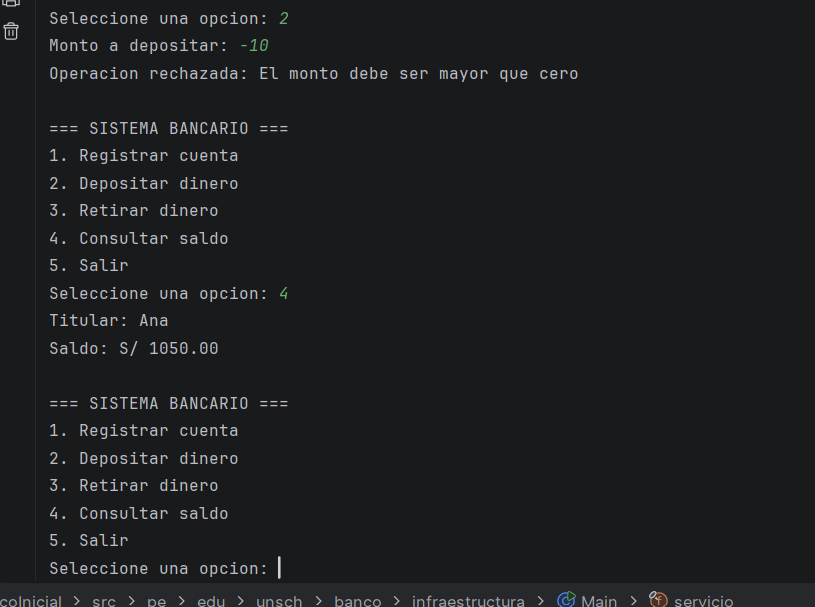 Seleccione una opcion: 2
Monto a depositar: -10
Operacion rechazada: El monto debe ser mayor que cero
=== SISTEMA BANCARIO ===
1. Registrar cuenta
2. Depositar dinero
3. Retirar dinero
4. Consultar saldo
5. Salir
Seleccione una opcion: 4
Titular: Ana
Saldo: S/ 1050.00
=== SISTEMA BANCARIO ===
1. Registrar cuenta
2. Depositar dinero
3. Retirar dinero
4. Consultar saldo
5. Salir
Seleccione una opcion:
coInicial > src > pe > edu > unsch > banco > infraestructura > Main > servicio